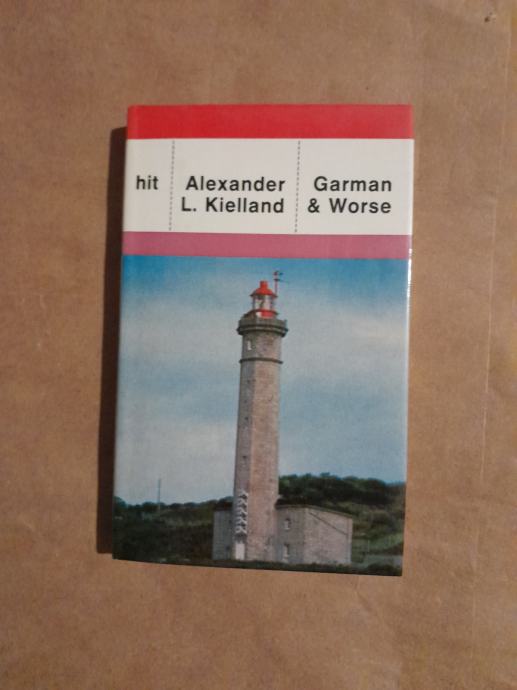 hit
Alexander
L. Kielland
Garman
& Worse